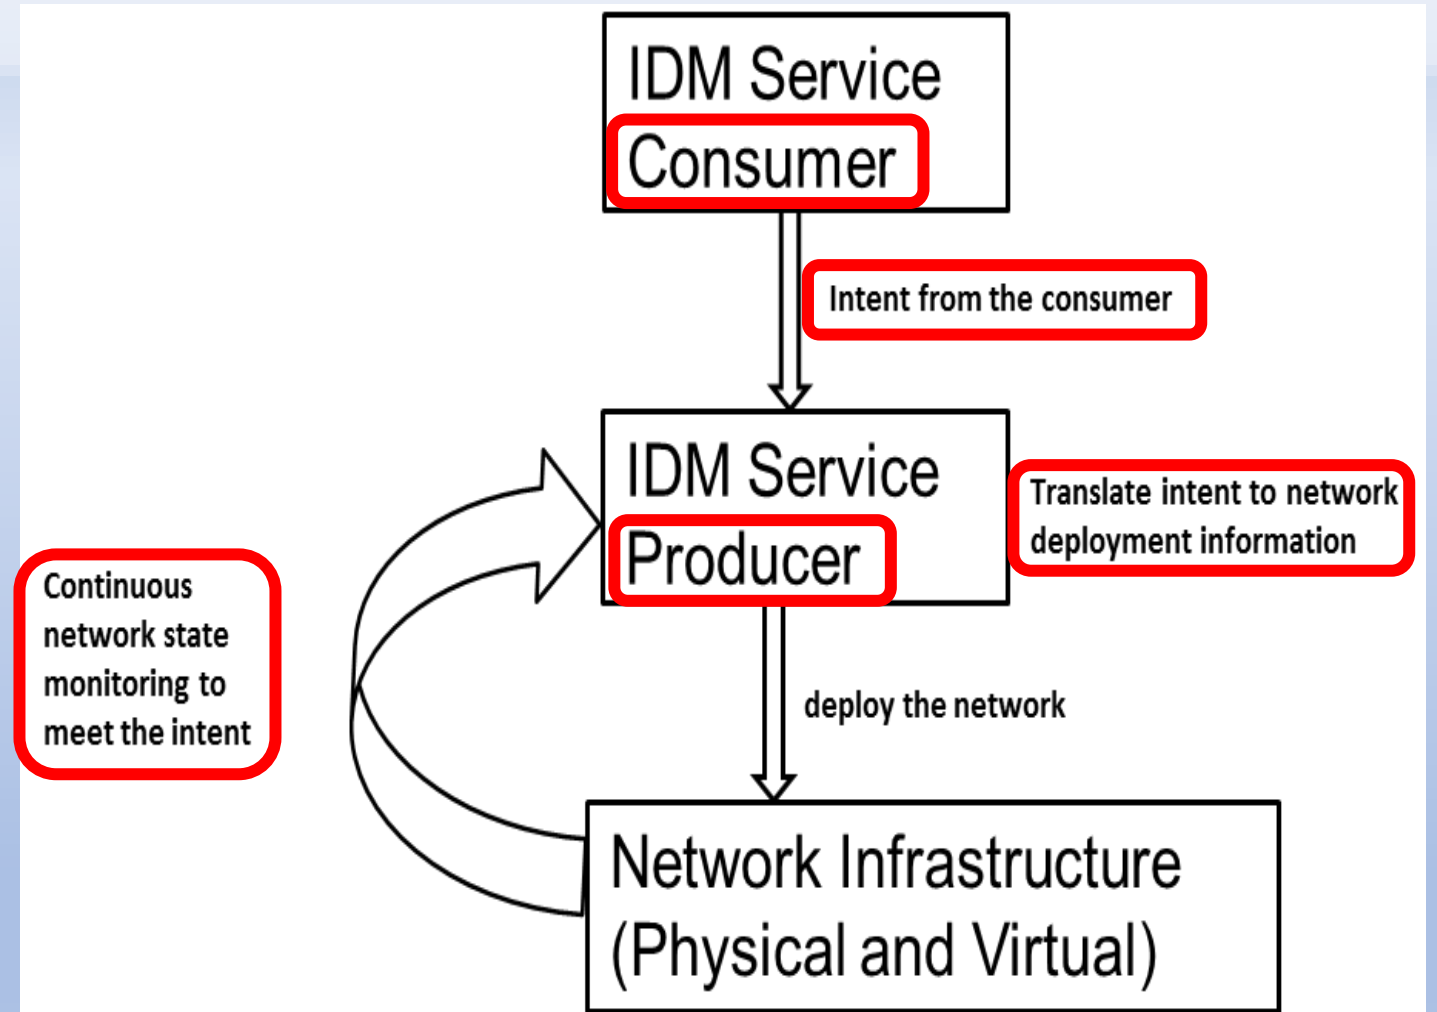 IDM Service
Consumer
Intent from the consumer
IDM Service
Producer
Translate intent to network
deployment information
Continuous
network state
monitoring to
meet the intent
deploy the network
Network Infrastructure
(Physical and Virtual)